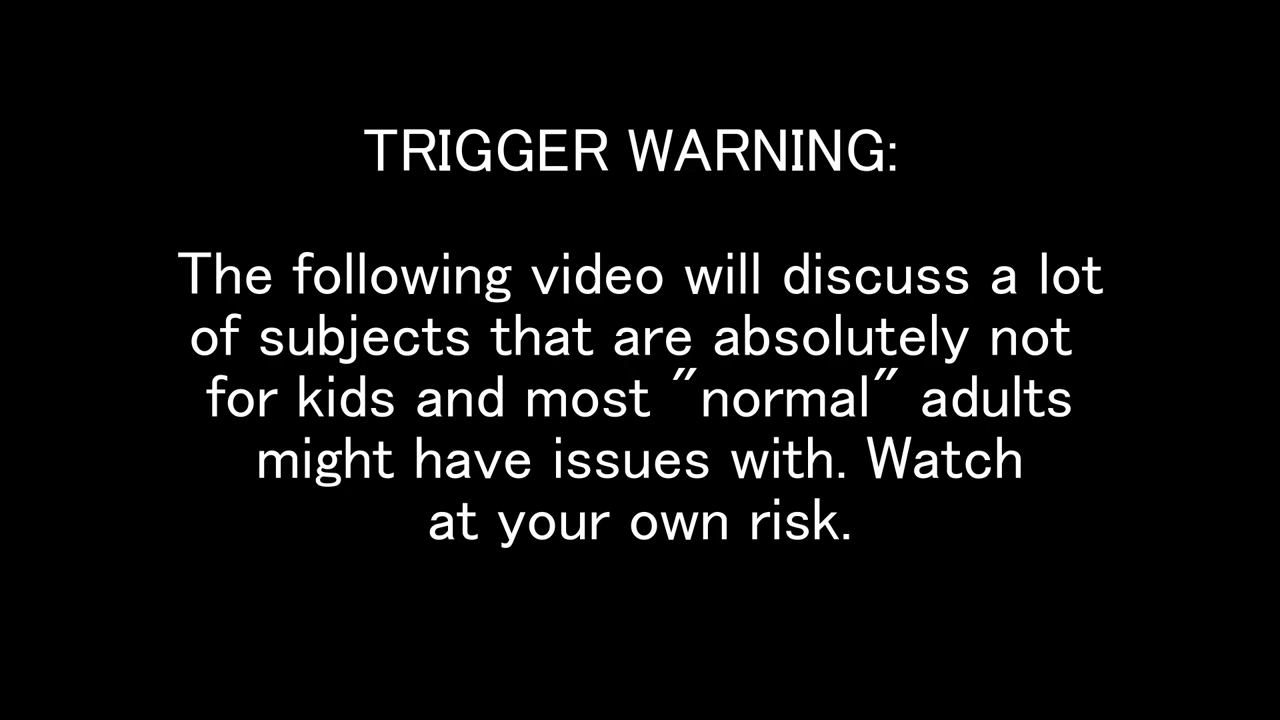 TRIGGER WARNING:
The following video will discuss a lot
of subjects that are absolutely not
for kids and most "normal" adults
might have issues with. Watch
at your own risk.